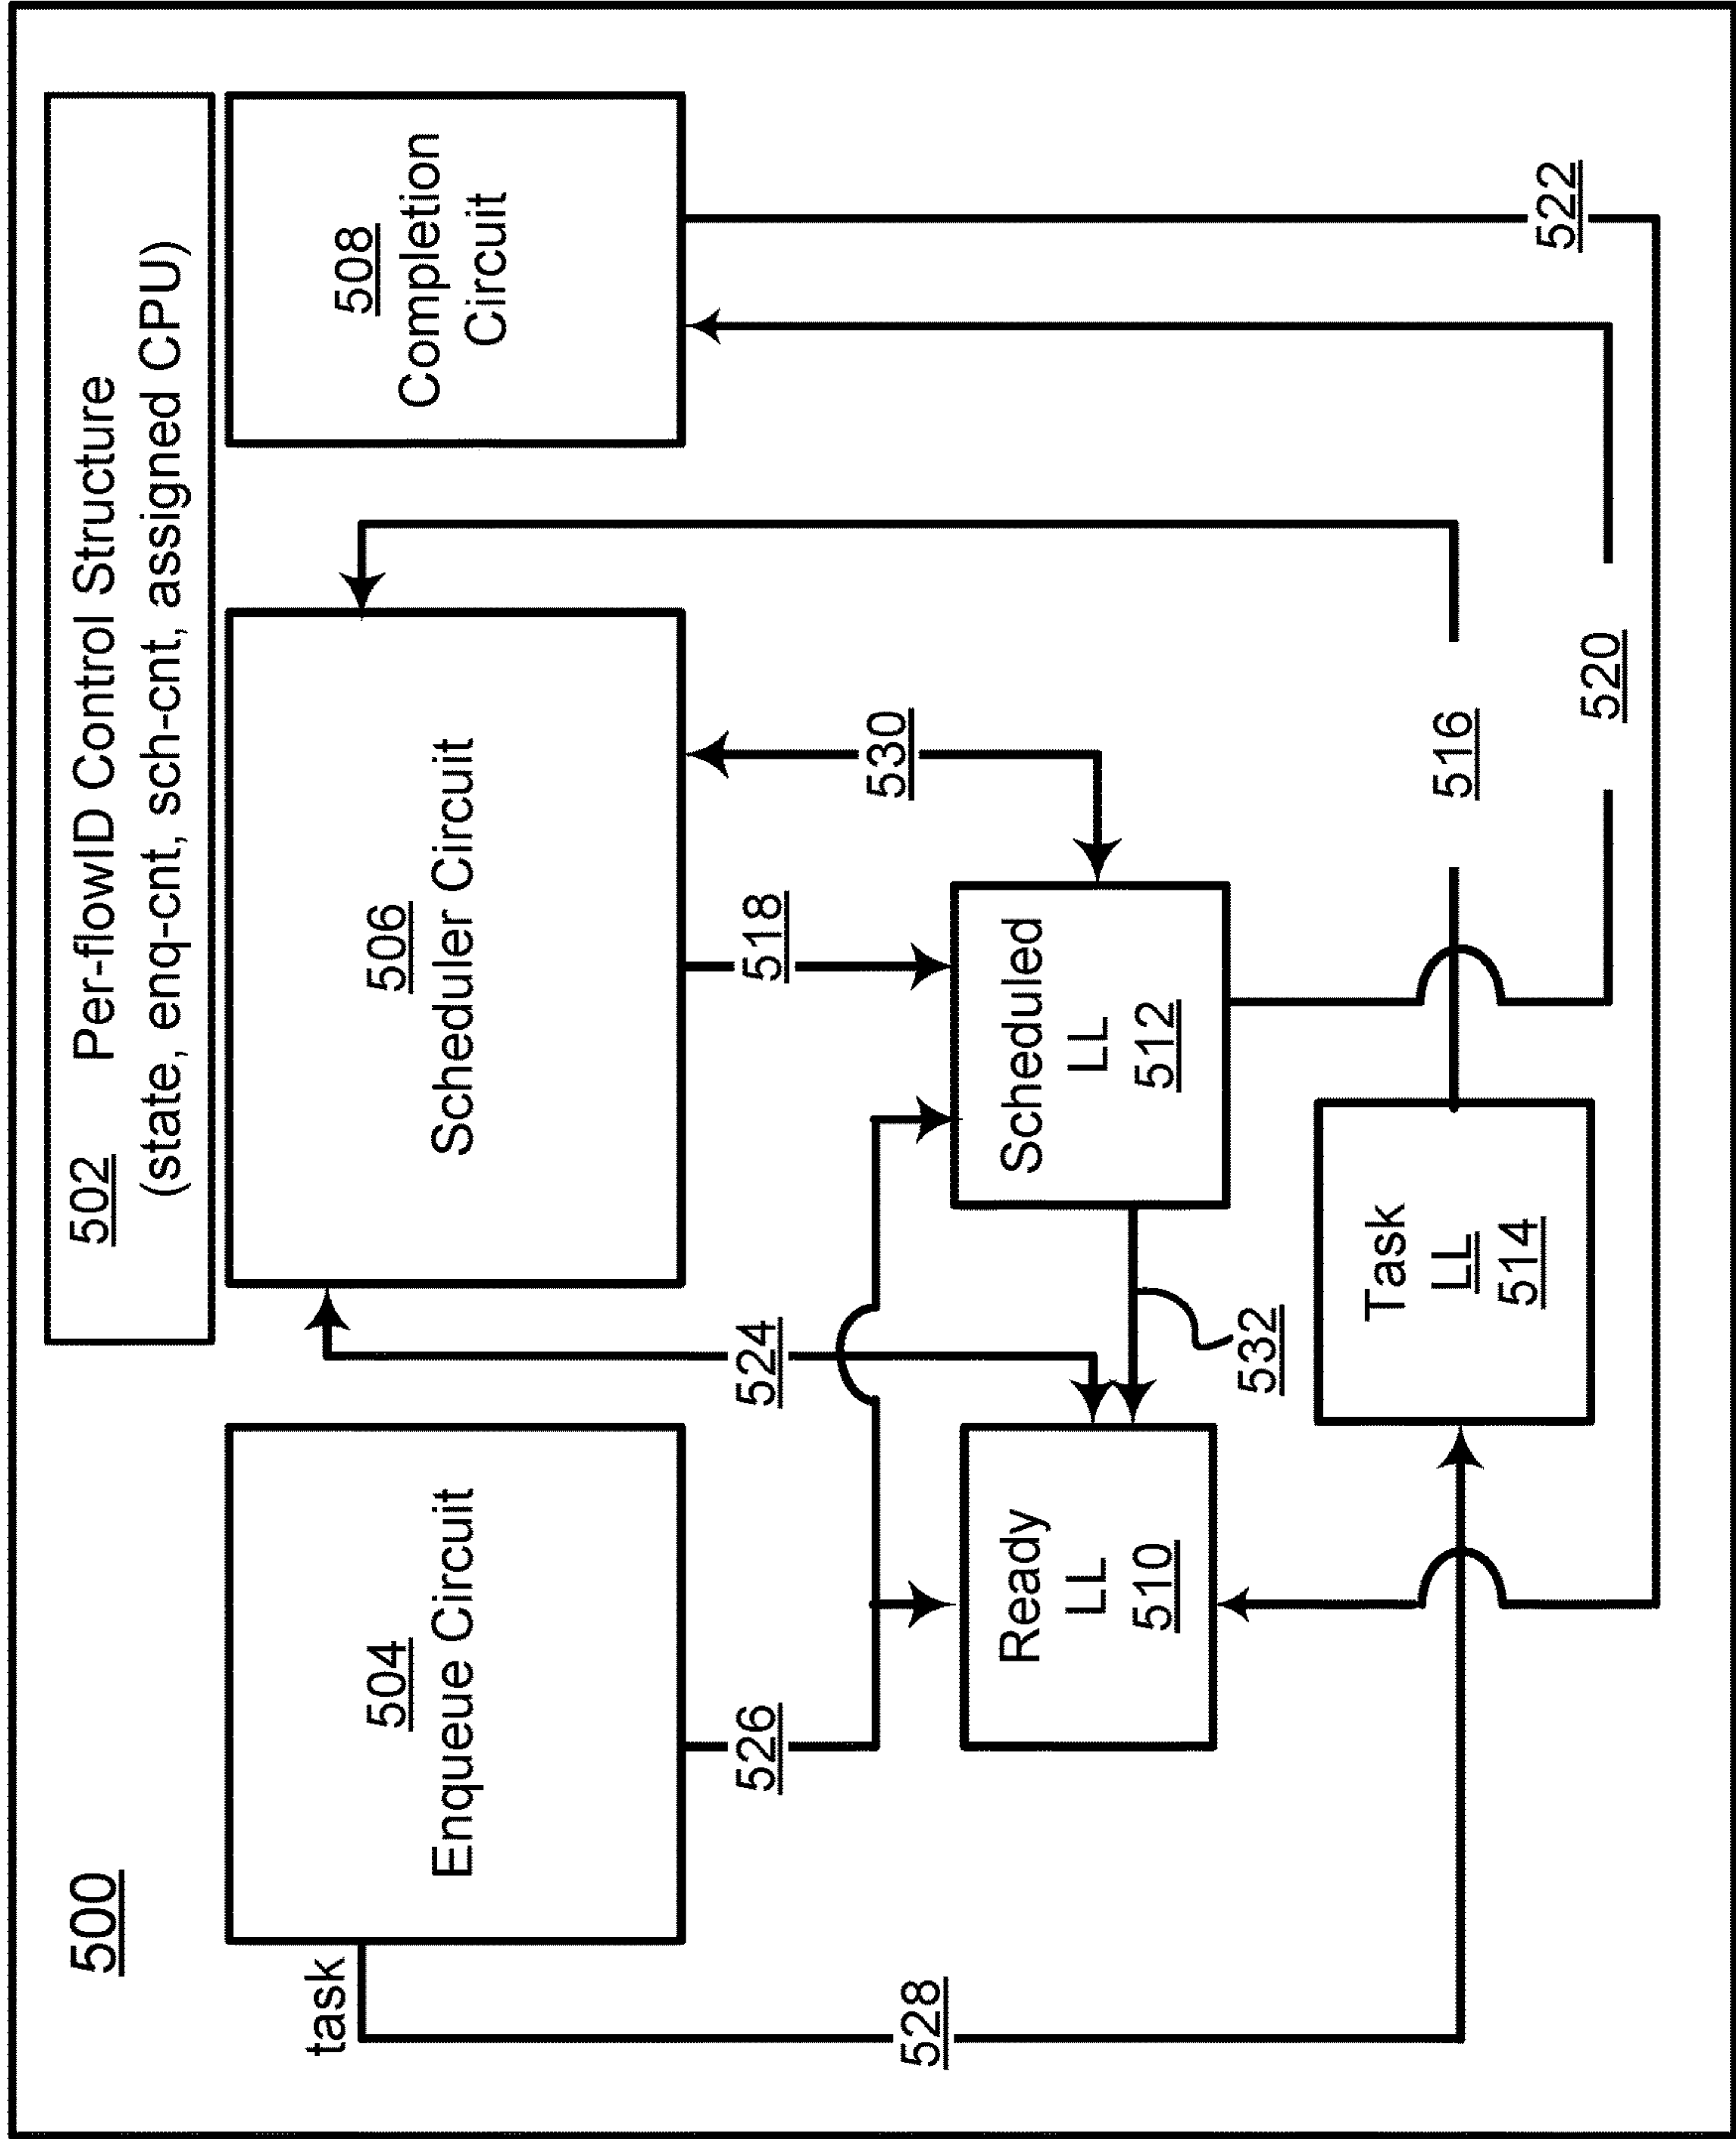 500
502 Per-flowID Control Structure
(state, enq-cnt, sch-cnt, assigned CPU)
task
504
Enqueue Circuit
506
Scheduler Circuit
508
Completion
Circuit
526
524
518
530
528
Ready
LL
510
Scheduled
LL
512
532
Task
LL
514
516
520
522